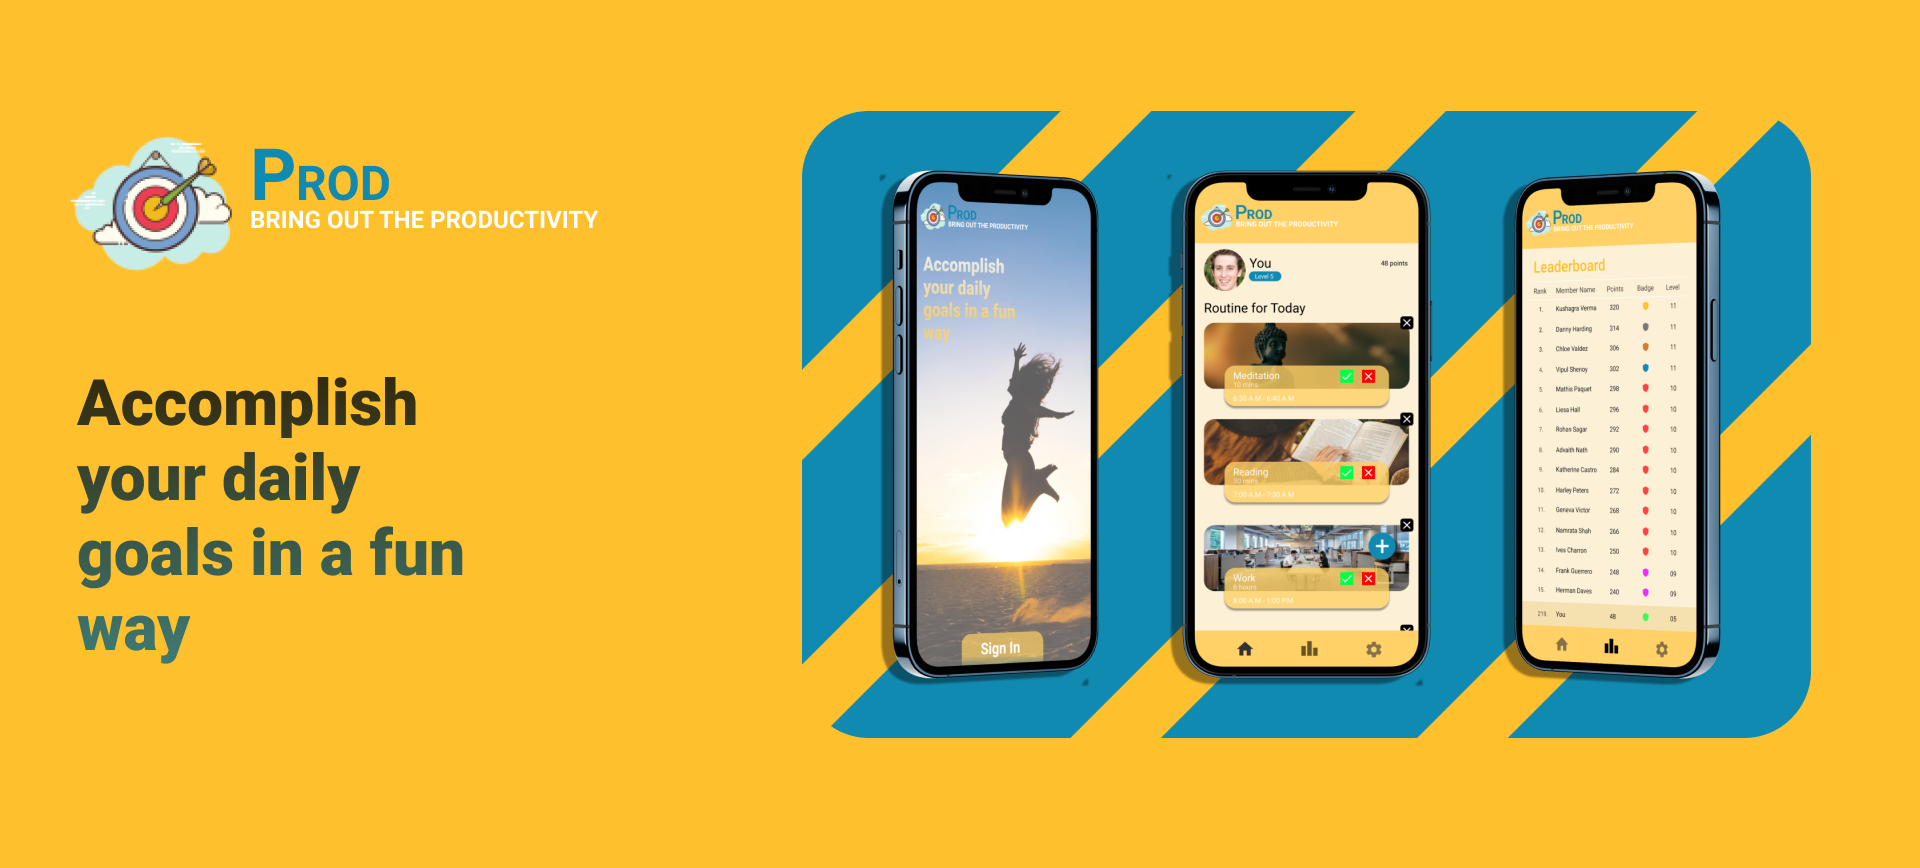 PROD
BRING OUT THE PRODUCTIVITY
Accomplish
your daily
goals in a fun
way
PROD
BRING OUT THE PRODUCTIVITY
Accomplish
your daily
goals in a fun
way
Sign In
PROD
BRING OUT THE PRODUCTIVITY
You
48 points
Level 5
Routine for Today
Meditation
10 mins
6:30 A M - 6:40 A M
Reading
30 mins
7:00 A M - 7:30 A M
Work
6 hours
8:00 A M - 1:00 P M
PROD
BRING OUT THE PRODUCTIVITY
Leaderboard
Rank Member Name Points Badge Level
1. Kushagra Verma 320 11
2. Danny Harding 314 11
3. Chloe Valdez 306 11
4. Vipul Shenoy 302 11
5. Mathis Paquet 298 10
6. Liesa Hall 296 10
7. Rohan Sagar 292 10
8. Advaith Nath 290 10
9. Katherine Castro 284 10
10. Harley Peters 272 10
11. Geneva Victor 268 10
12. Namrata Shah 266 10
13. Ives Charron 250 10
14. Frank Guerrero 248 09
15. Herman Daves 240 09
219. You 48 05